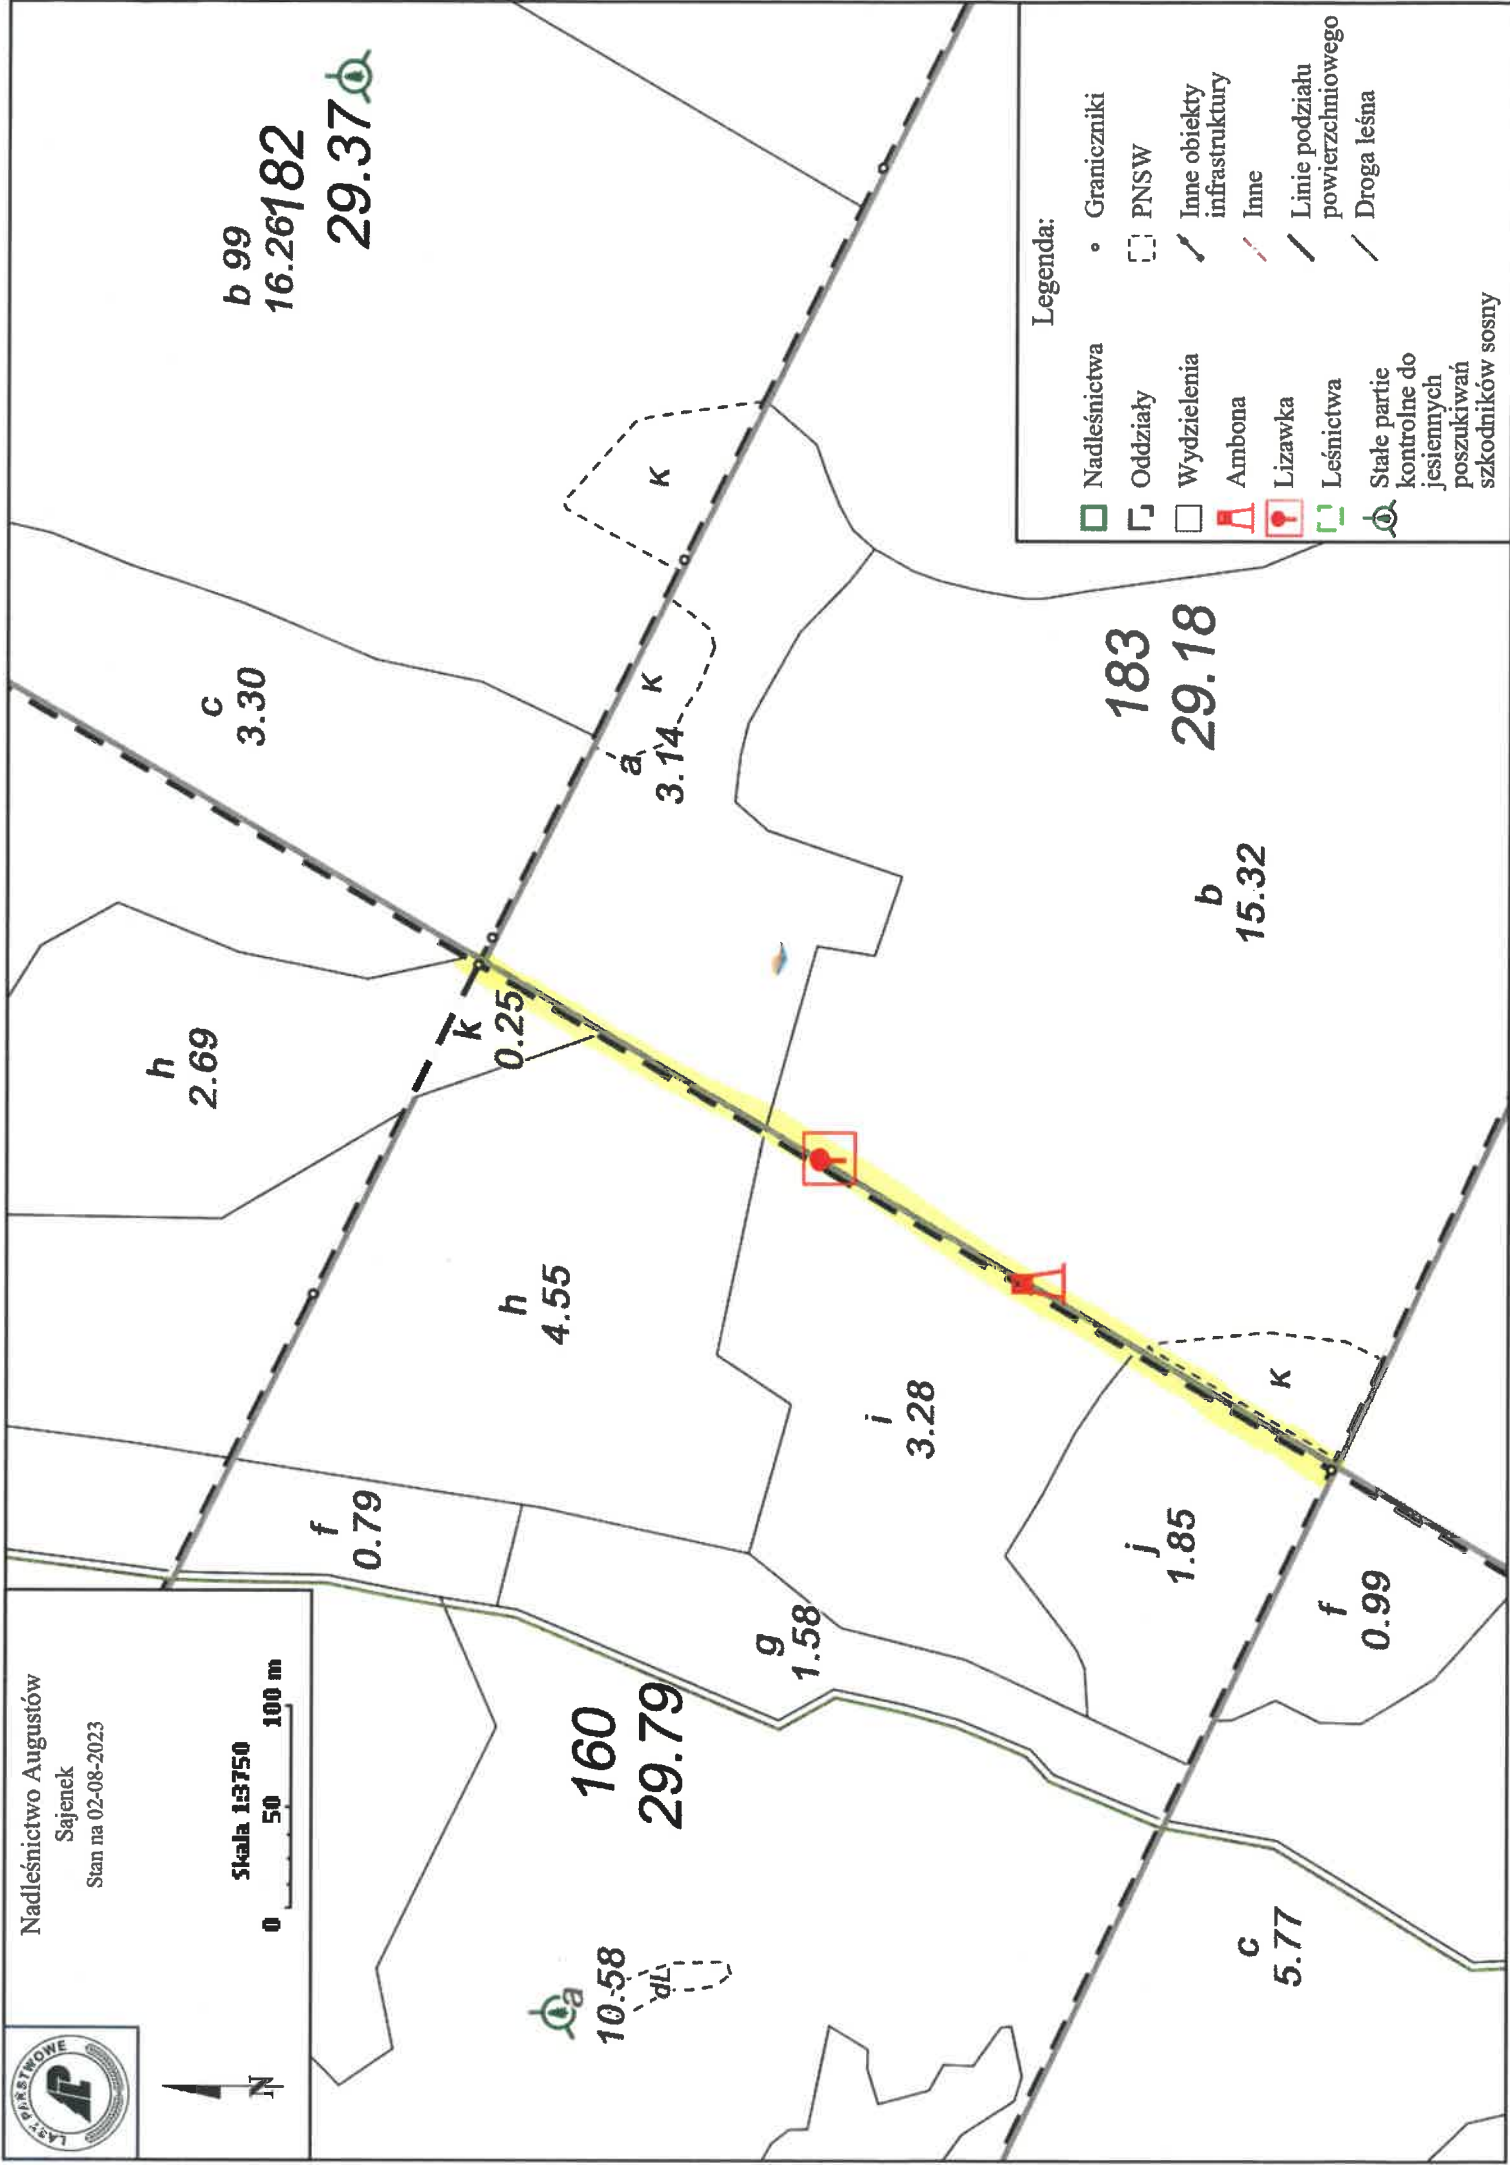 LASY PAŃSTWOWE
Nadleśnictwo Augustów
Sajenek
Stan na 02-08-2023
N
Skala 1:3750
0 50 100 m
a
10.58
dL
160
29.79
c
5.77
f
0.79
g
1.58
f
0.99
j
1.85
i
3.28
K
h
4.55
h
2.69
k
0.25
b
15.32
c
3.30
a
3.14
K
K
183
29.18
b 99
16.26
182
29.37
Legenda:
Nadleśnictwa
Oddziały
Wydzielenia
Ambona
Lizawka
Leśnictwa
Stałe partie
kontrolne do
jesiennych
poszukiwań
szkodników sosny
Graniczniki
PNSW
Inne obiekty
infrastruktury
Inne
Linie podziału
powierzchniowego
Droga leśna